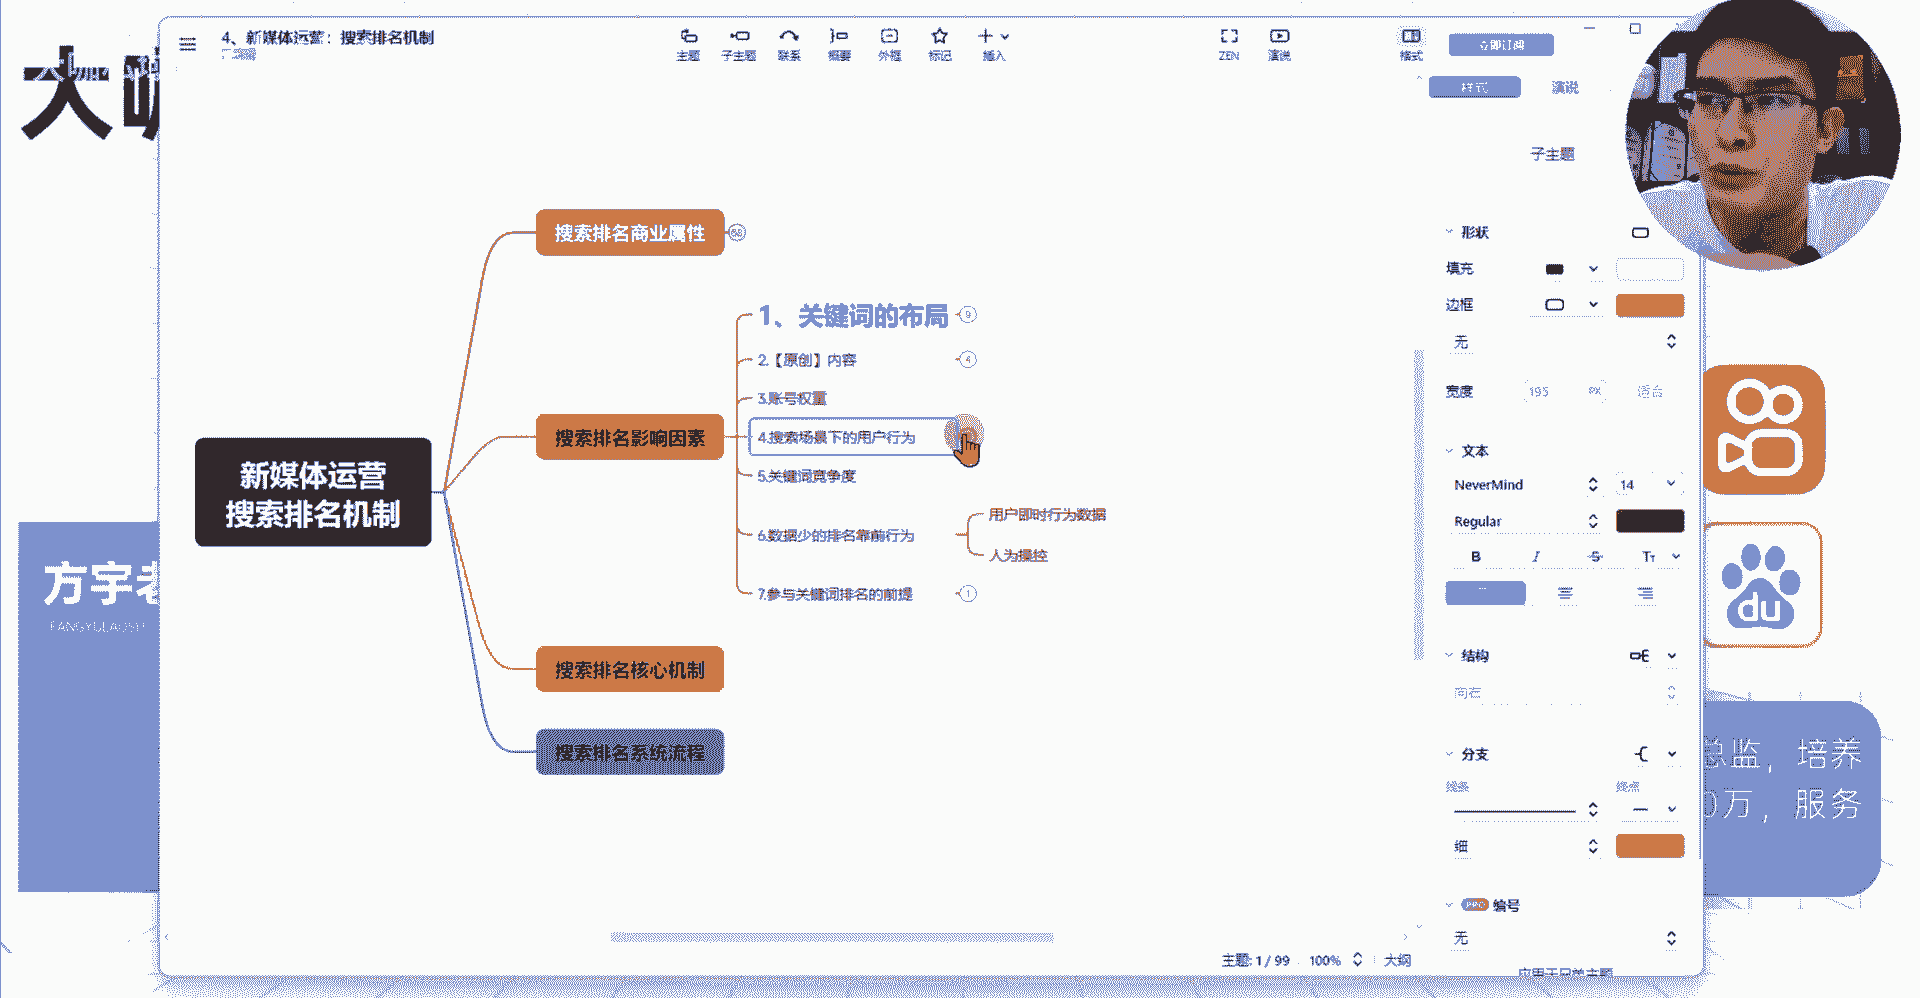 4、新媒体运营：搜索排名机制
主题
子主题
联系
概要
外框
标记
插入
ZEN
演说
格式
立即订阅
样式
演说
子主题
大咖
搜索排名商业属性
68
1、关键词的布局
9
2.【原创】内容
4
3.账号权重
搜索排名影响因素
4.搜索场景下的用户行为
5.关键词竞争度
6.数据少的排名靠前行为
用户即时行为数据
人为操控
7.参与关键词排名的前提
1
新媒体运营
搜索排名机制
搜索排名核心机制
搜索排名系统流程
方宇老
形状
填充
边框
无
宽度
195
PX
适合
文本
NeverMind
14
Regular
B
I
S
Tт
结构
向右
分支
线条
终点
细
PRO
编号
无
应用于兄弟主题
主题: 1 / 99
100%
大纲
du
总监，培养
0万，服务